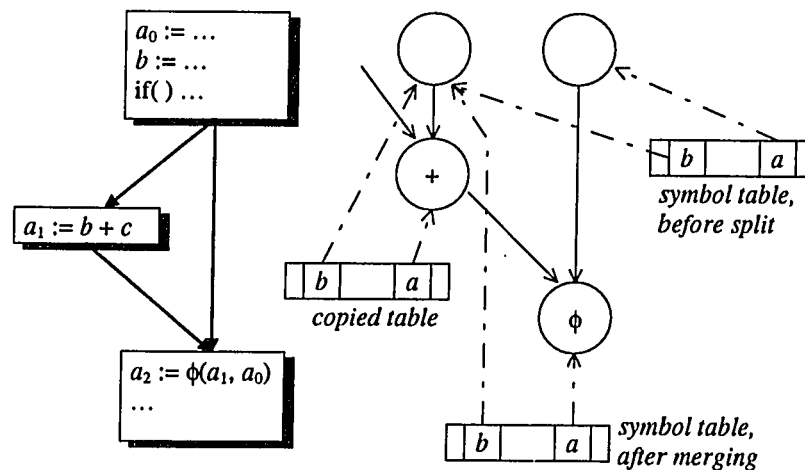 a₀ := ...
b := ...
if( ) ...
a₁ := b + c
a₂ := ϕ(a₁, a₀)
...
+
b a
symbol table,
before split
b a
copied table
ϕ
b a
symbol table,
after merging